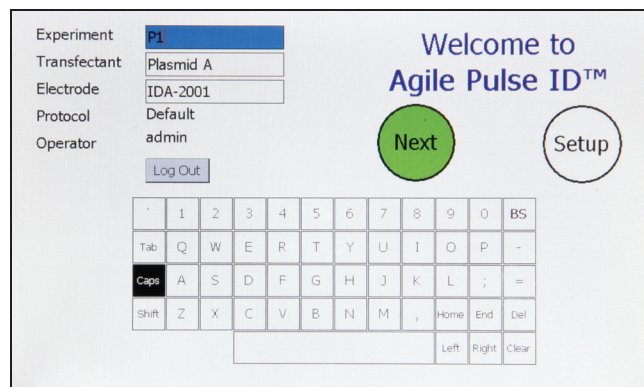 Experiment P1
Transfectant Plasmid A
Electrode IDA-2001
Protocol Default
Operator admin
Log Out
Welcome to
Agile Pulse ID™
Next
Setup
` 1 2 3 4 5 6 7 8 9 0 BS
Tab Q W E R T Y U I O P -
Caps A S D F G H J K L ; =
Shift Z X C V B N M , Home End Del
Left Right Clear